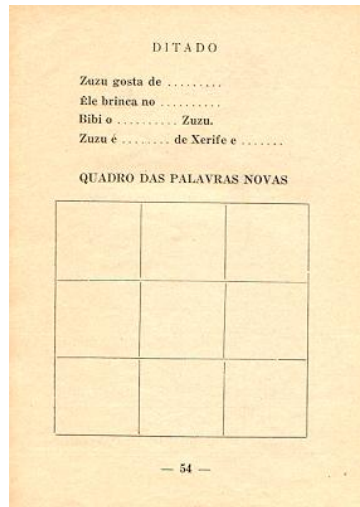 DITADO
Zuzu gosta de .........
Êle brinca no ..........
Bibi o .......... Zuzu.
Zuzu é ........ de Xerife e .......
QUADRO DAS PALAVRAS NOVAS
— 54 —